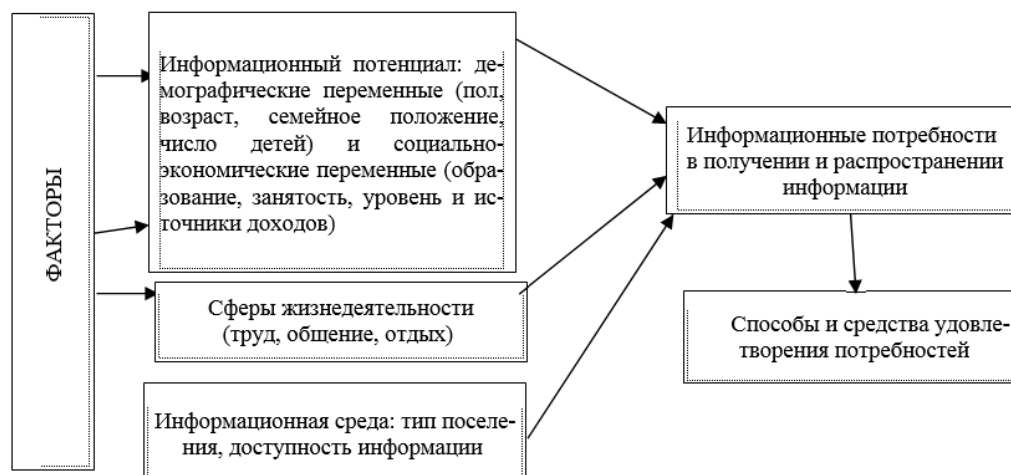 ФАКТОРЫ
Информационный потенциал: де-
мографические переменные (пол,
возраст, семейное положение,
число детей) и социально-
экономические переменные (обра-
зование, занятость, уровень и ис-
точники доходов)
Сферы жизнедеятельности
(труд, общение, отдых)
Информационная среда: тип поселе-
ния, доступность информации
Информационные потребности
в получении и распространении
информации
Способы и средства удовле-
творения потребностей